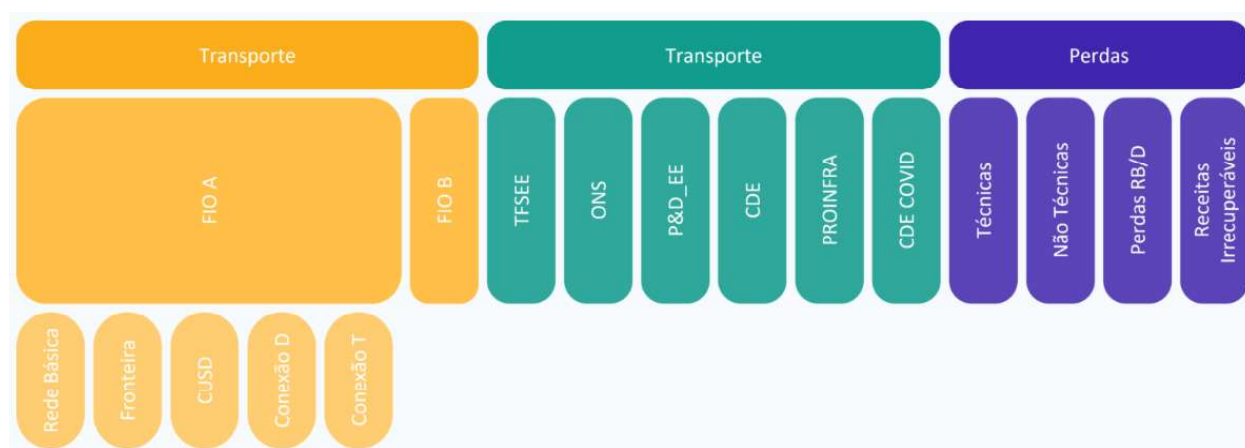 Transporte
Transporte
Perdas
FIO A
FIO B
TFSEE
ONS
P&D_EE
CDE
PROINFRA
CDE COVID
Técnicas
Não Técnicas
Perdas RB/D
Receitas
Irrecuperáveis
Rede Básica
Fronteira
CUSD
Conexão D
Conexão T